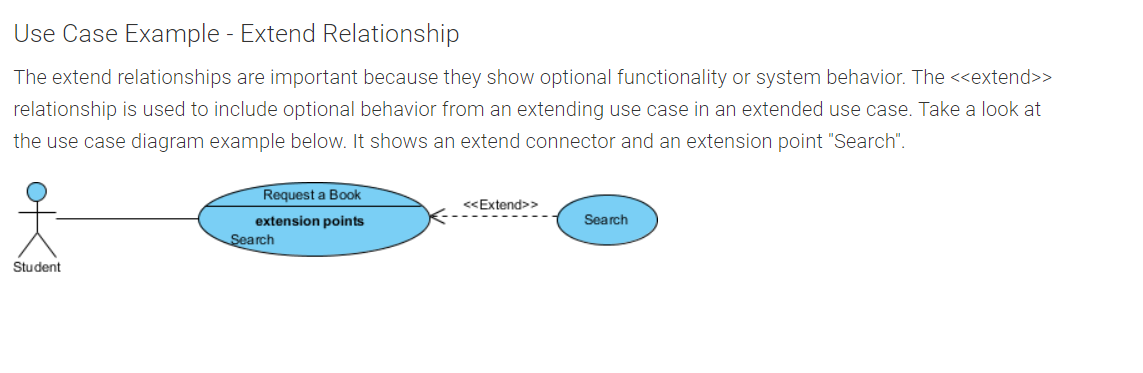 Use Case Example - Extend Relationship
The extend relationships are important because they show optional functionality or system behavior. The <<extend>>
relationship is used to include optional behavior from an extending use case in an extended use case. Take a look at
the use case diagram example below. It shows an extend connector and an extension point "Search".
Request a Book
extension points
Search
<<Extend>>
Search
Student